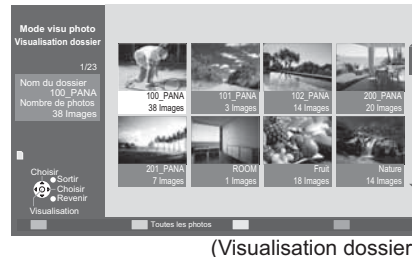 Mode visu photo
Visualisation dossier
1/23
Nom du dossier
100_PANA
Nombre de photos
38 Images
Choisir
Sortir
Choisir
Revenir
Visualisation
100_PANA
38 Images
101_PANA
3 Images
102_PANA
14 Images
200_PANA
20 Images
201_PANA
7 Images
ROOM
1 Images
Fruit
18 Images
Nature
14 Images
Toutes les photos
(Visualisation dossier